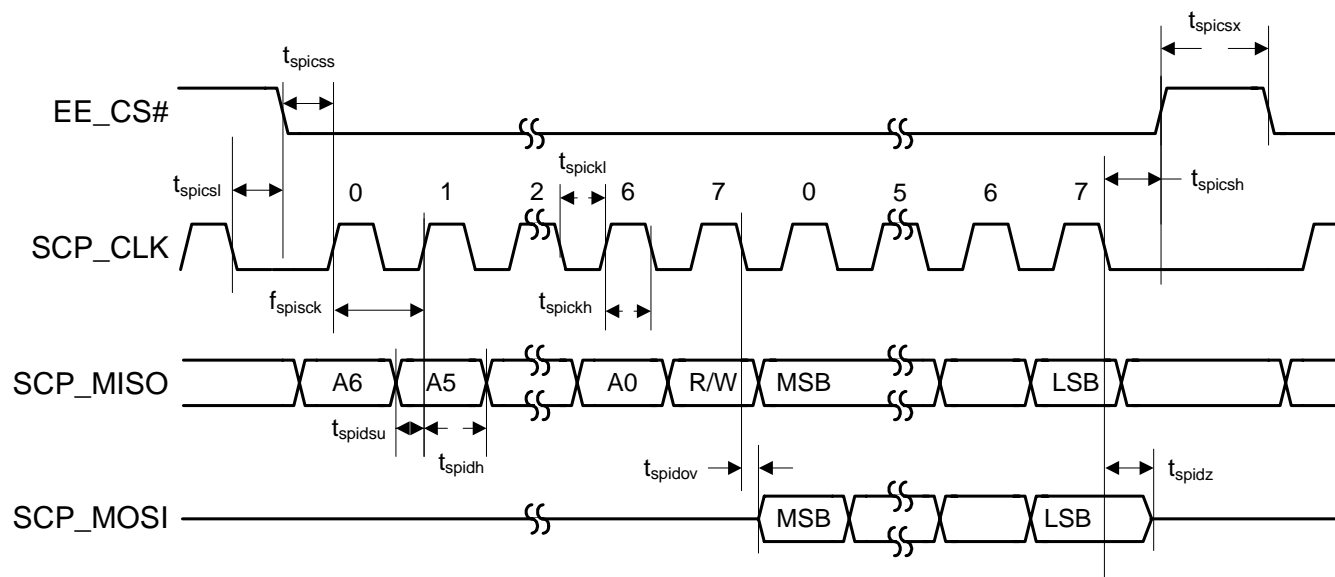 t_spicsx
t_spicss
EE_CS#
t_spicsl
t_spickl
t_spicsh
0 1 2 6 7 0 5 6 7
SCP_CLK
f_spisck
t_spickh
SCP_MISO
A6 A5 A0 R/W MSB LSB
t_spidsu
t_spidh
t_spidov
t_spidz
SCP_MOSI
MSB LSB